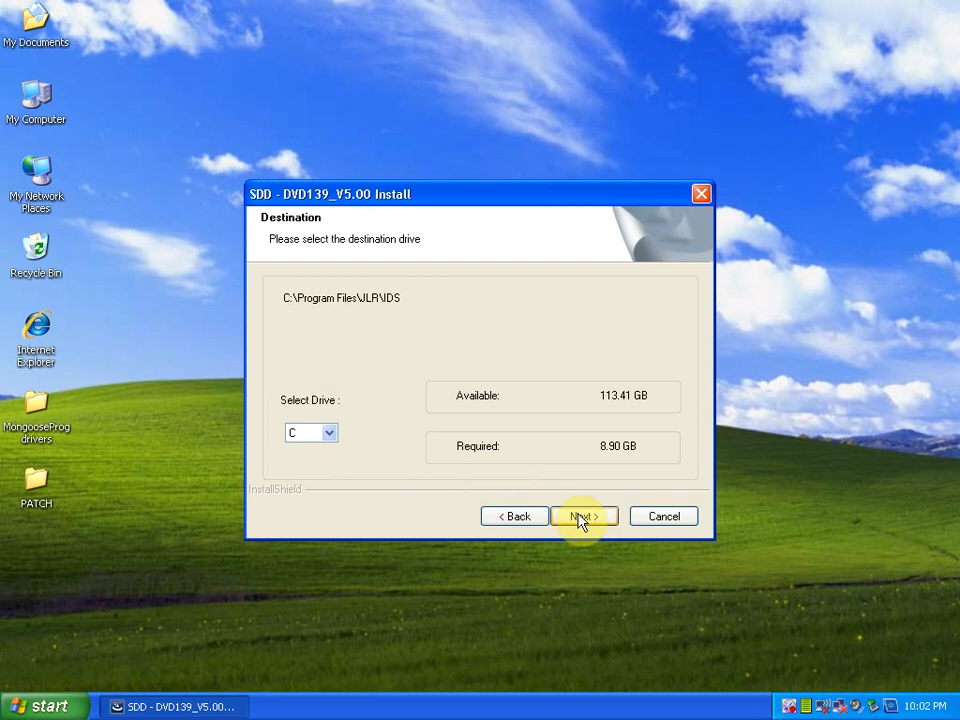 My Documents
My Computer
My Network
Places
Recycle Bin
Internet
Explorer
MongooseProg
drivers
PATCH
SDD - DVD139_V5.00 Install
Destination
Please select the destination drive
C:\Program Files\JLR\IDS
Select Drive :
C
Available: 113.41 GB
Required: 8.90 GB
InstallShield
< Back
Next >
Cancel
start
SDD - DVD139_V5.00...
10:02 PM